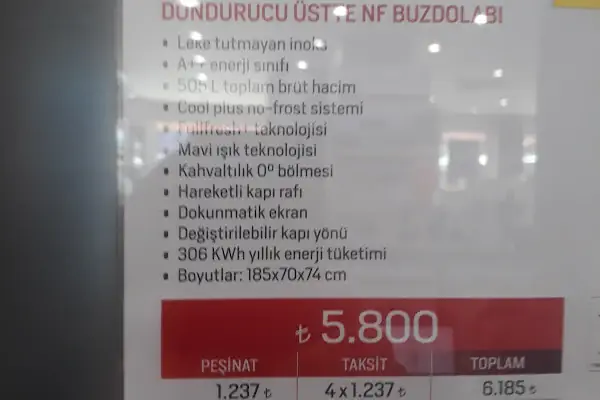 DONDURUCU ÜSTTE NF BUZDOLABI
Leke tutmayan inoks
A++ enerji sınıfı
505 L toplam brüt hacim
Cool plus no-frost sistemi
Fullfresh+ teknolojisi
Mavi ışık teknolojisi
Kahvaltılık 0° bölmesi
Hareketli kapı rafı
Dokunmatik ekran
Değiştirilebilir kapı yönü
306 KWh yıllık enerji tüketimi
Boyutlar: 185x70x74 cm
₺ 5.800
PEŞİNAT TAKSİT TOPLAM
1.237 ₺ 4 x 1.237 ₺ 6.185 ₺